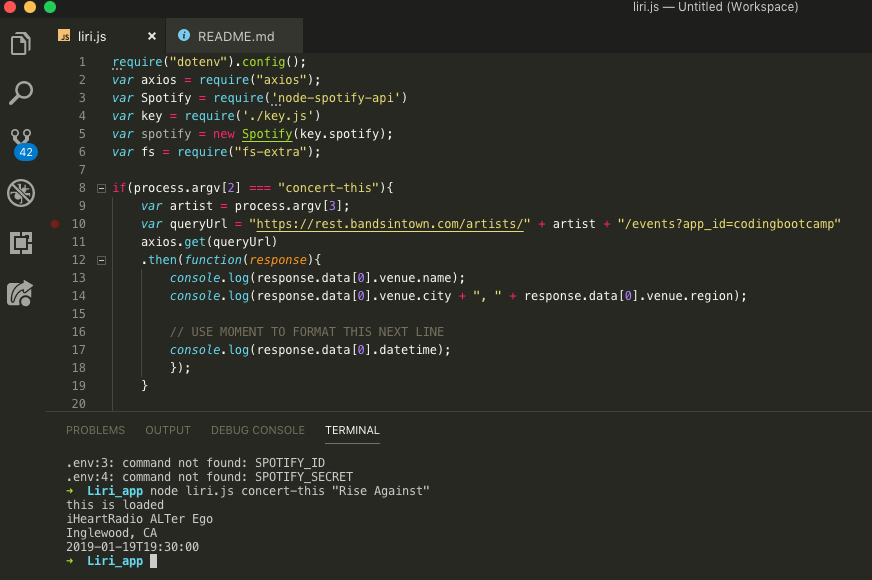 liri.js — Untitled (Workspace)
JS liri.js × README.md
42
1 require("dotenv").config();
2 var axios = require("axios");
3 var Spotify = require('node-spotify-api')
4 var key = require('./key.js')
5 var spotify = new Spotify(key.spotify);
6 var fs = require("fs-extra");
7
8 if(process.argv[2] === "concert-this"){
9 var artist = process.argv[3];
10 var queryUrl = "https://rest.bandsintown.com/artists/" + artist + "/events?app_id=codingbootcamp"
11 axios.get(queryUrl)
12 .then(function(response){
13 console.log(response.data[0].venue.name);
14 console.log(response.data[0].venue.city + ", " + response.data[0].venue.region);
15
16 // USE MOMENT TO FORMAT THIS NEXT LINE
17 console.log(response.data[0].datetime);
18 });
19 }
20
PROBLEMS OUTPUT DEBUG CONSOLE TERMINAL
.env:3: command not found: SPOTIFY_ID
.env:4: command not found: SPOTIFY_SECRET
➜ Liri_app node liri.js concert-this "Rise Against"
this is loaded
iHeartRadio ALTer Ego
Inglewood, CA
2019-01-19T19:30:00
➜ Liri_app